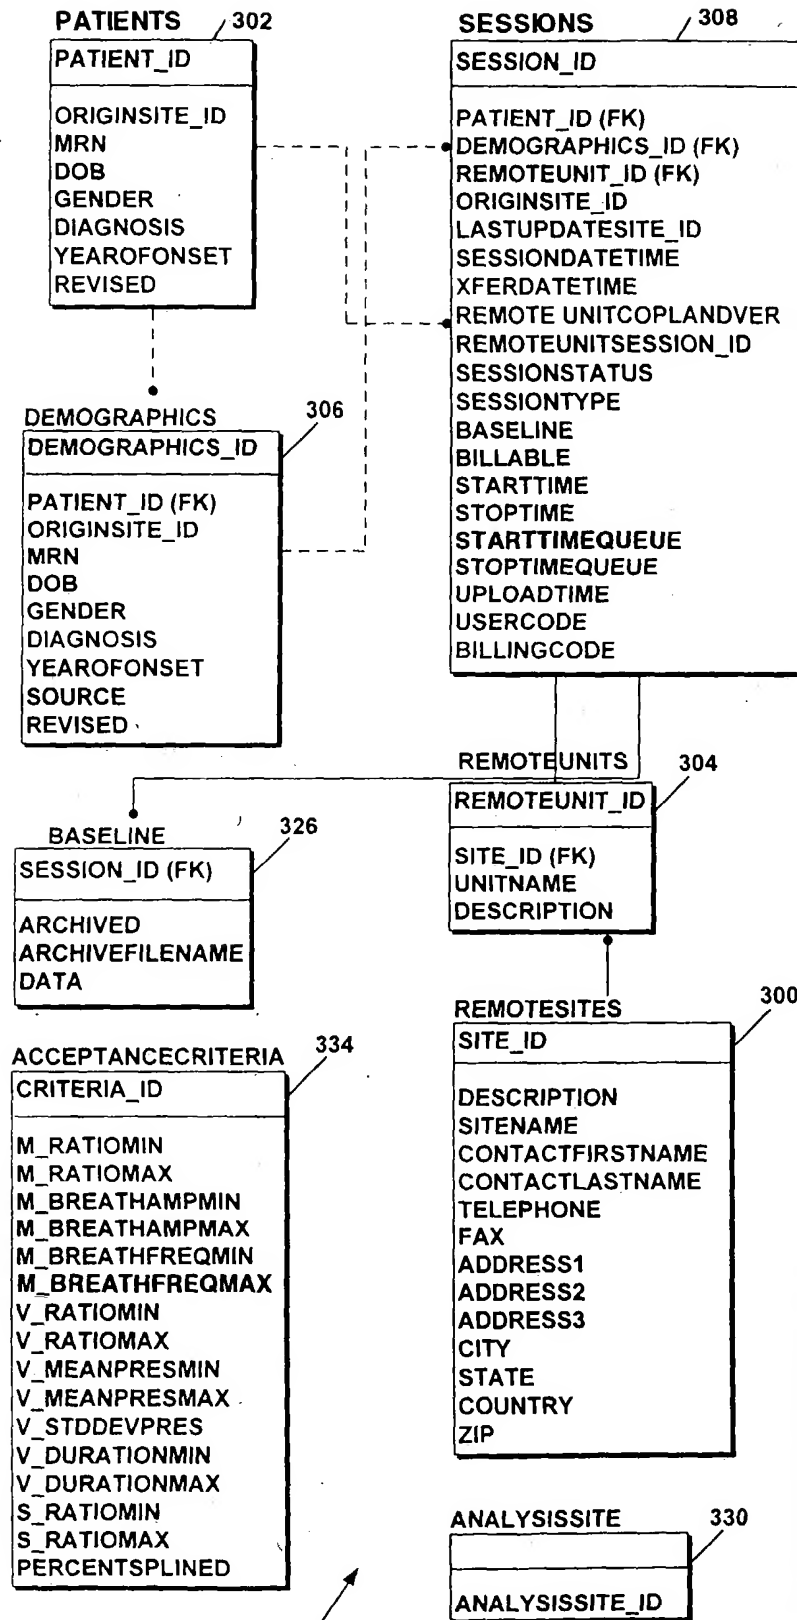 PATIENTS
302
PATIENT_ID
ORIGINSITE_ID
MRN
DOB
GENDER
DIAGNOSIS
YEAROFONSET
REVISED
SESSIONS
308
SESSION_ID
PATIENT_ID (FK)
DEMOGRAPHICS_ID (FK)
REMOTEUNIT_ID (FK)
ORIGINSITE_ID
LASTUPDATESITE_ID
SESSIONDATETIME
XFERDATETIME
REMOTE UNITCOPLANDVER
REMOTEUNITSESSION_ID
SESSIONSTATUS
SESSIONTYPE
BASELINE
BILLABLE
STARTTIME
STOPTIME
STARTTIMEQUEUE
STOPTIMEQUEUE
UPLOADTIME
USERCODE
BILLINGCODE
DEMOGRAPHICS
306
DEMOGRAPHICS_ID
PATIENT_ID (FK)
ORIGINSITE_ID
MRN
DOB
GENDER
DIAGNOSIS
YEAROFONSET
SOURCE
REVISED
REMOTEUNITS
304
REMOTEUNIT_ID
SITE_ID (FK)
UNITNAME
DESCRIPTION
BASELINE
326
SESSION_ID (FK)
ARCHIVED
ARCHIVEFILENAME
DATA
REMOTESITES
300
SITE_ID
DESCRIPTION
SITENAME
CONTACTFIRSTNAME
CONTACTLASTNAME
TELEPHONE
FAX
ADDRESS1
ADDRESS2
ADDRESS3
CITY
STATE
COUNTRY
ZIP
ACCEPTANCECRITERIA
334
CRITERIA_ID
M_RATIOMIN
M_RATIOMAX
M_BREATHAMPMIN
M_BREATHAMPMAX
M_BREATHFREQMIN
M_BREATHFREQMAX
V_RATIOMIN
V_RATIOMAX
V_MEANPRESMIN
V_MEANPRESMAX
V_STDDEVPRES
V_DURATIONMIN
V_DURATIONMAX
S_RATIOMIN
S_RATIOMAX
PERCENTSPLINED
ANALYSISSITE
330
ANALYSISSITE_ID